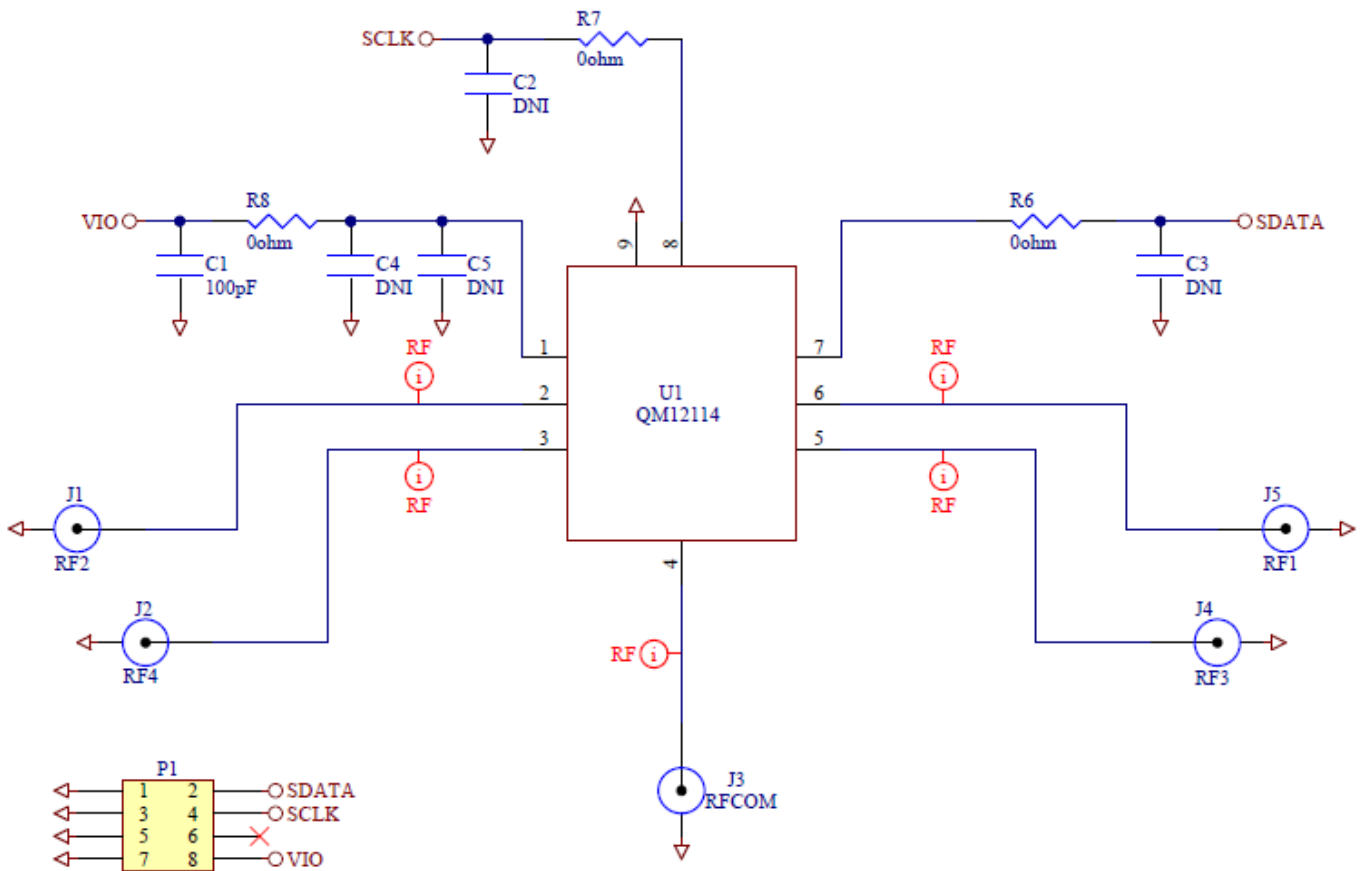 R7
SCLK
0ohm
C2
DNI
R8
R6
VIO
0ohm
9
8
0ohm
SDATA
C1
100pF
C4
DNI
C5
DNI
C3
DNI
RF
1
7
RF
i
i
2
U1
QM12114
6
3
5
i
i
RF
RF
J1
RF2
J5
RF1
4
J2
RF4
RF i
J4
RF3
P1
J3
RFCOM
1 2 SDATA
3 4 SCLK
5 6
7 8 VIO